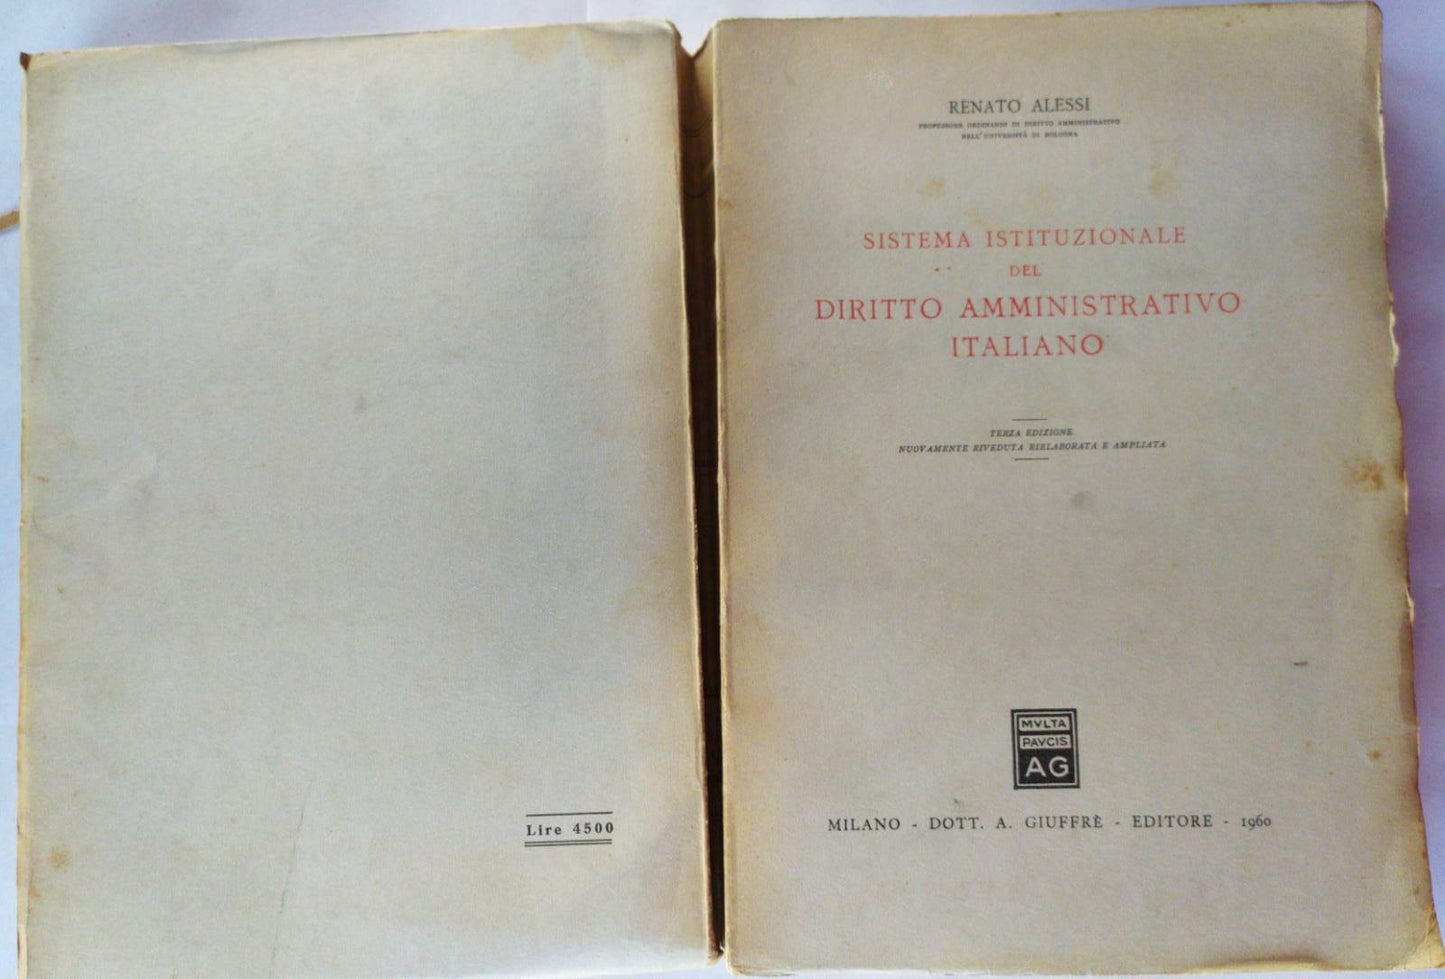 Lire 4500
RENATO ALESSI
PROFESSORE ORDINARIO DI DIRITTO AMMINISTRATIVO
NELL'UNIVERSITÀ DI BOLOGNA
SISTEMA ISTITUZIONALE
DEL
DIRITTO AMMINISTRATIVO
ITALIANO
TERZA EDIZIONE
NUOVAMENTE RIVEDUTA RIELABORATA E AMPLIATA
MVLTA
PAVCIS
AG
MILANO - DOTT. A. GIUFFRÈ - EDITORE - 1960